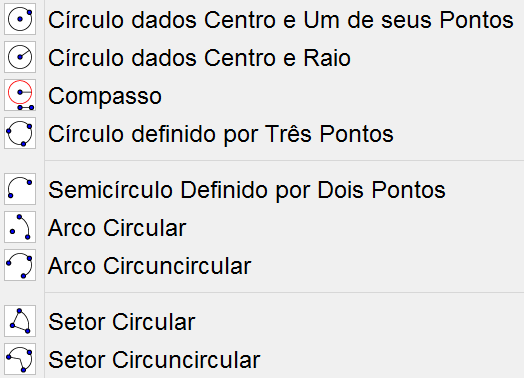 Círculo dados Centro e Um de seus Pontos
Círculo dados Centro e Raio
Compasso
Círculo definido por Três Pontos
Semicírculo Definido por Dois Pontos
Arco Circular
Arco Circuncircular
Setor Circular
Setor Circuncircular